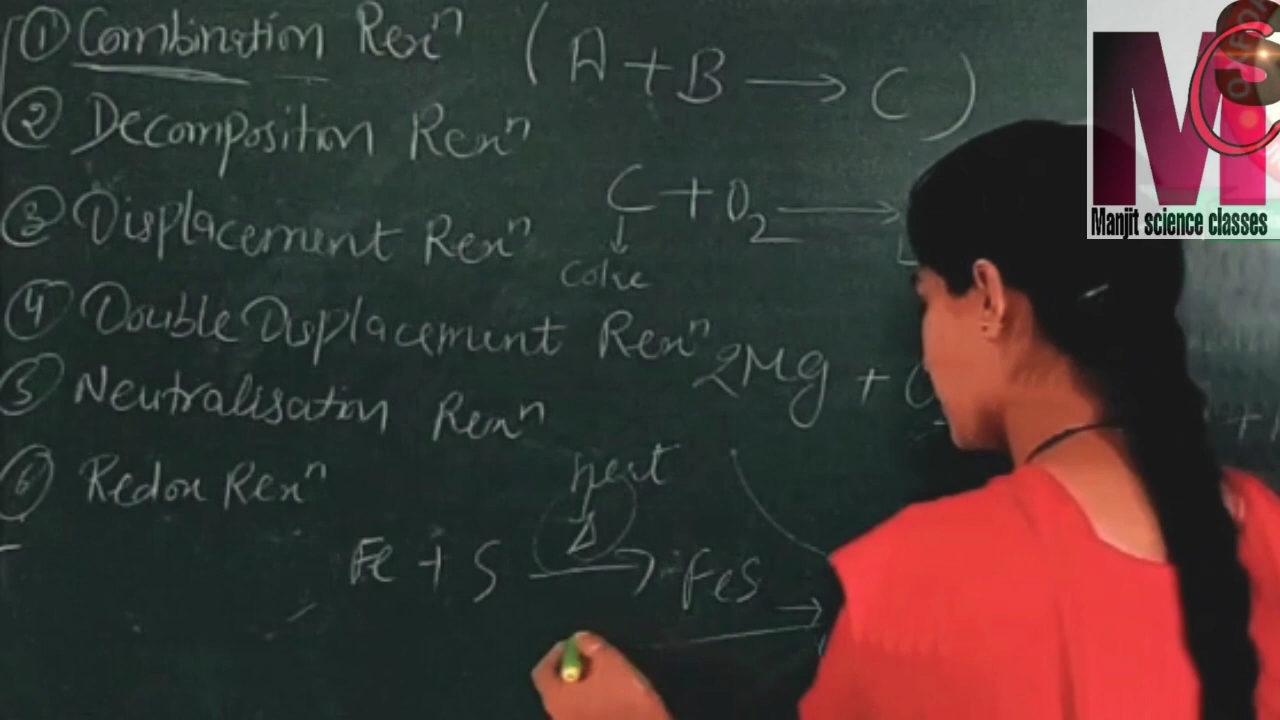 ① Combination Rexⁿ (A + B → C)
② Decomposition Rexⁿ
C + O₂ →
③ Displacement Rexⁿ
↓
Coke
④ Double Displacement Rexⁿ
2Mg +
⑤ Neutralisation Rexⁿ
heat
⑥ Redox Rexⁿ
Δ
Fe + S → FeS
→
MSC
Manjit science classes